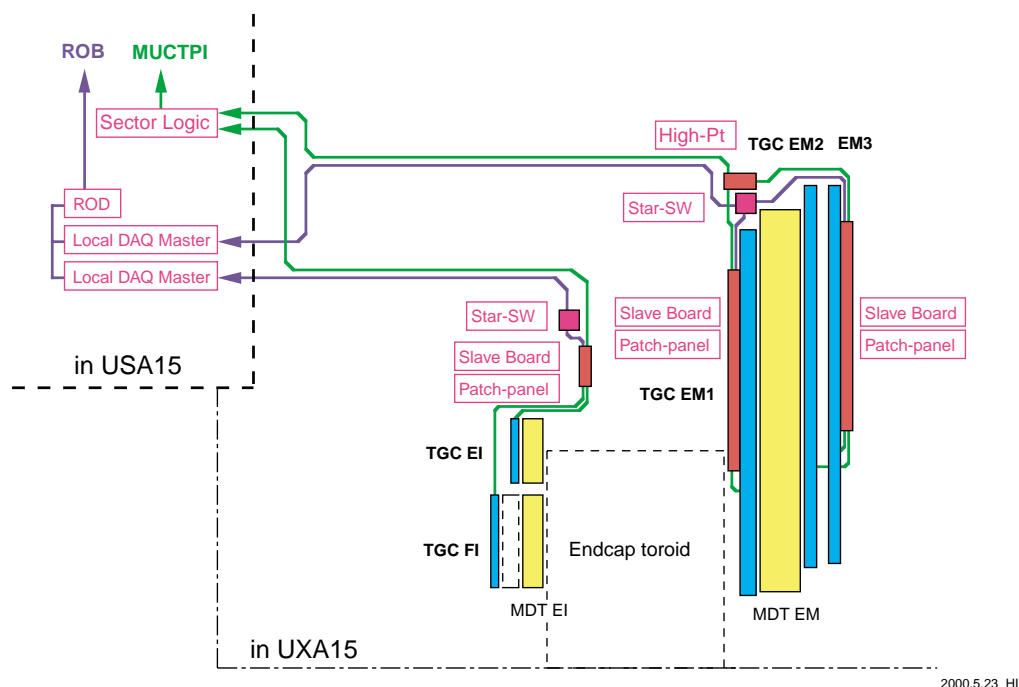 ROB
MUCTPI
Sector Logic
ROD
Local DAQ Master
Local DAQ Master
in USA15
High-Pt
TGC EM2
EM3
Star-SW
Slave Board
Patch-panel
TGC EM1
Slave Board
Patch-panel
Star-SW
Slave Board
Patch-panel
TGC EI
TGC FI
Endcap toroid
MDT EI
MDT EM
in UXA15
2000.5.23 HI